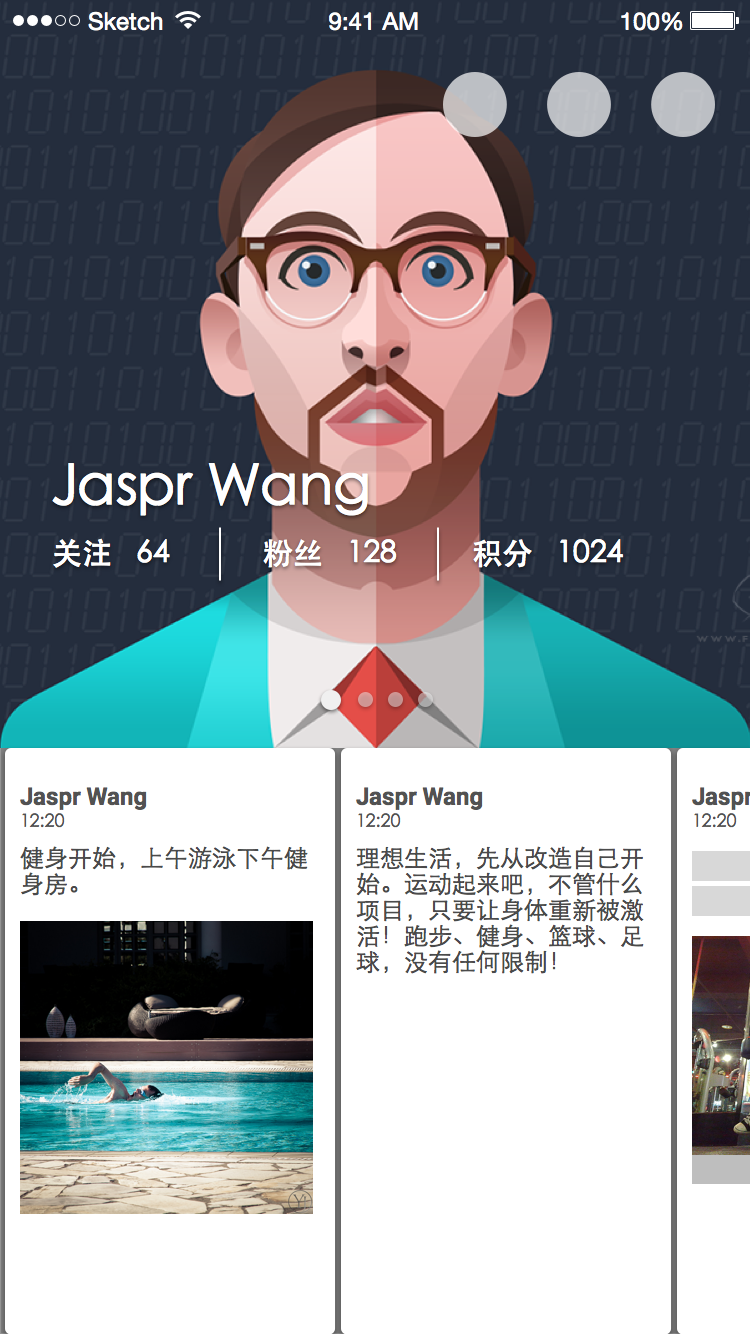 Sketch 9:41 AM 100%
Jaspr Wang
关注 64 粉丝 128 积分 1024
Jaspr Wang
12:20
健身开始，上午游泳下午健
身房。
Jaspr Wang
12:20
理想生活，先从改造自己开
始。运动起来吧，不管什么
项目，只要让身体重新被激
活！跑步、健身、篮球、足
球，没有任何限制！
Jaspr
12:20